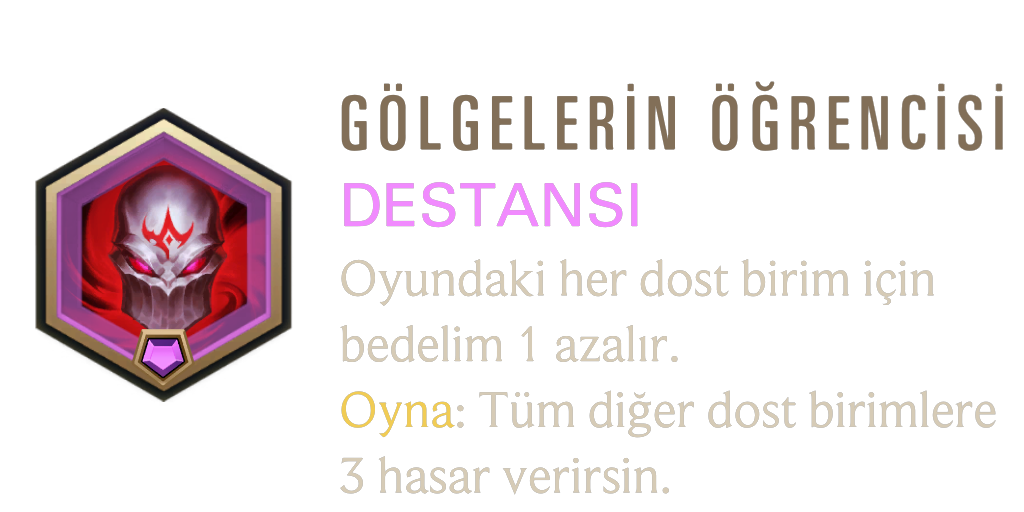 GÖLGELERİN ÖĞRENCİSİ
DESTANSI
Oyundaki her dost birim için
bedelim 1 azalır.
Oyna: Tüm diğer dost birimlere
3 hasar verirsin.